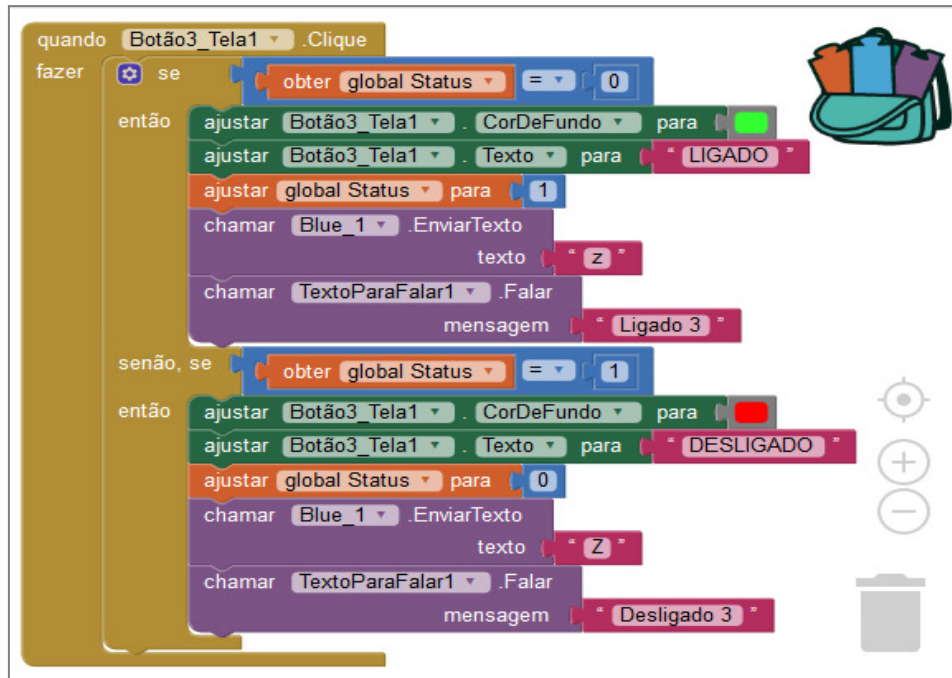 quando Botão3_Tela1 .Clique
fazer se obter global Status = 0
então ajustar Botão3_Tela1 . CorDeFundo para
ajustar Botão3_Tela1 . Texto para “ LIGADO ”
ajustar global Status para 1
chamar Blue_1 .EnviarTexto
texto “ z ”
chamar TextoParaFalar1 .Falar
mensagem “ Ligado 3 ”
senão, se obter global Status = 1
então ajustar Botão3_Tela1 . CorDeFundo para
ajustar Botão3_Tela1 . Texto para “ DESLIGADO ”
ajustar global Status para 0
chamar Blue_1 .EnviarTexto
texto “ Z ”
chamar TextoParaFalar1 .Falar
mensagem “ Desligado 3 ”